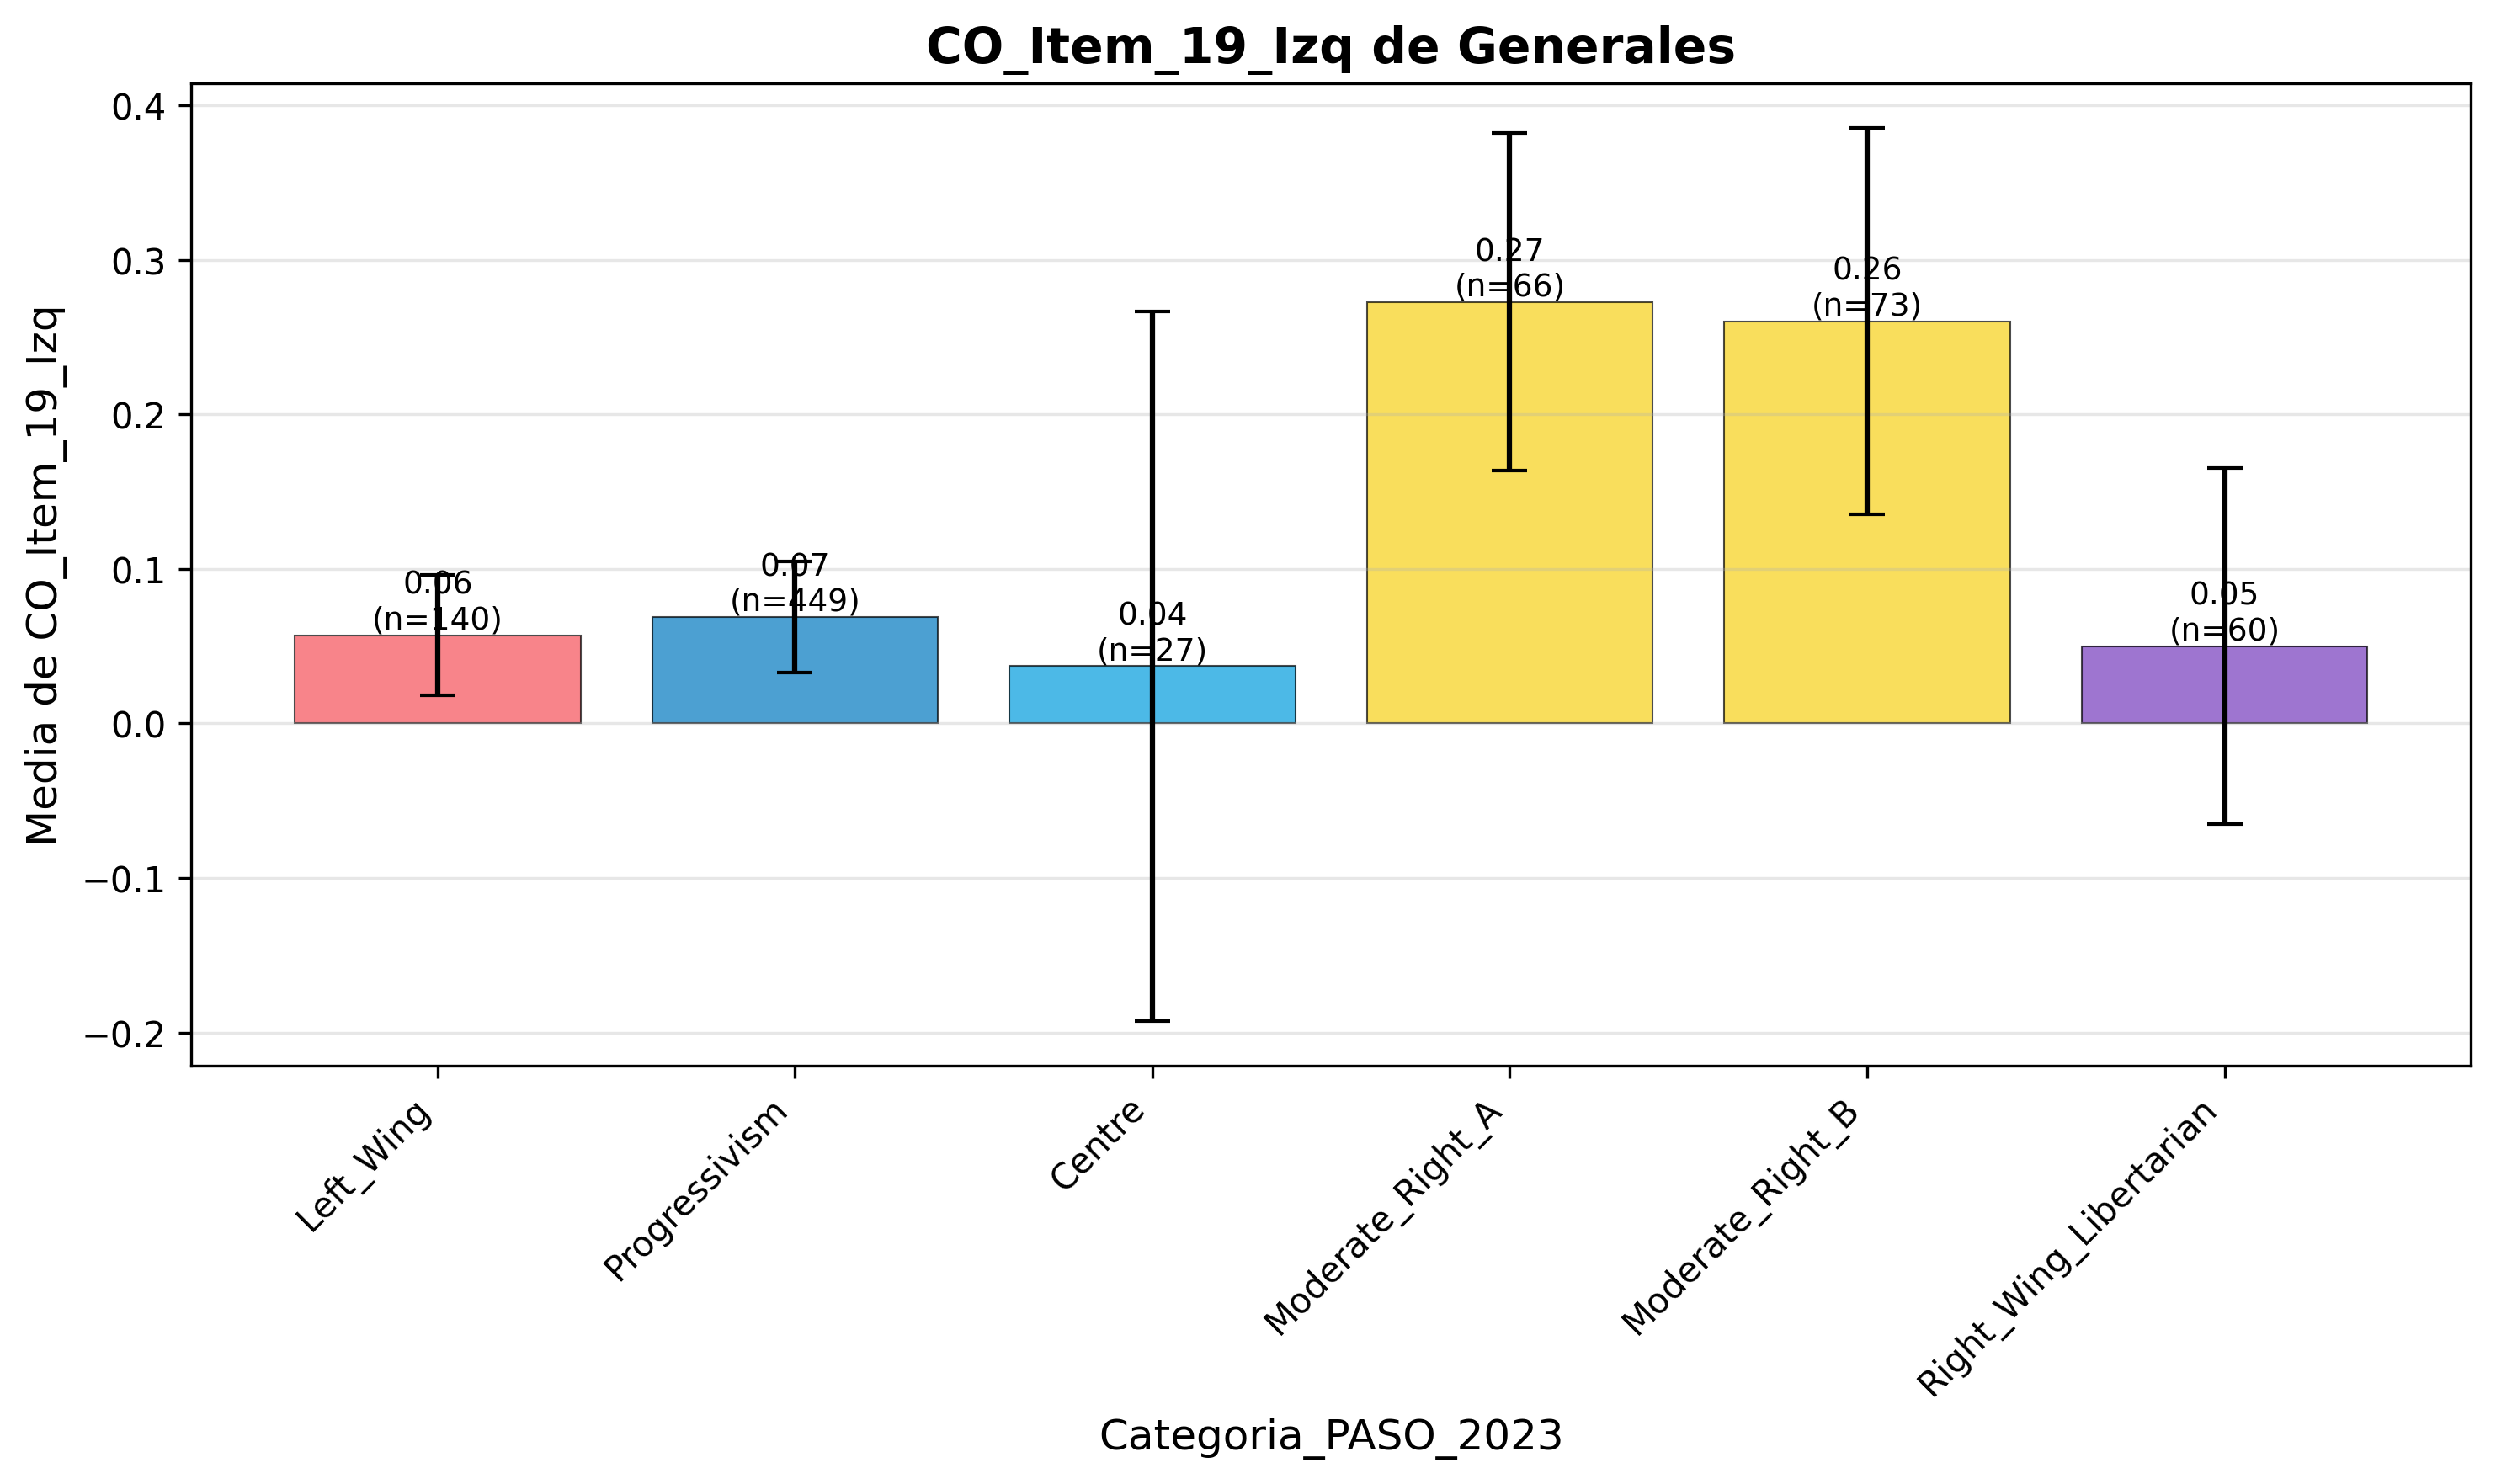 CO_Item_19_Izq de Generales
Media de CO_Item_19_Izq
0.4
0.3
0.2
0.1
0.0
−0.1
−0.2
0.06
(n=140)
0.07
(n=449)
0.04
(n=27)
0.27
(n=66)
0.26
(n=73)
0.05
(n=60)
Left_Wing
Progressivism
Centre
Moderate_Right_A
Moderate_Right_B
Right_Wing_Libertarian
Categoria_PASO_2023